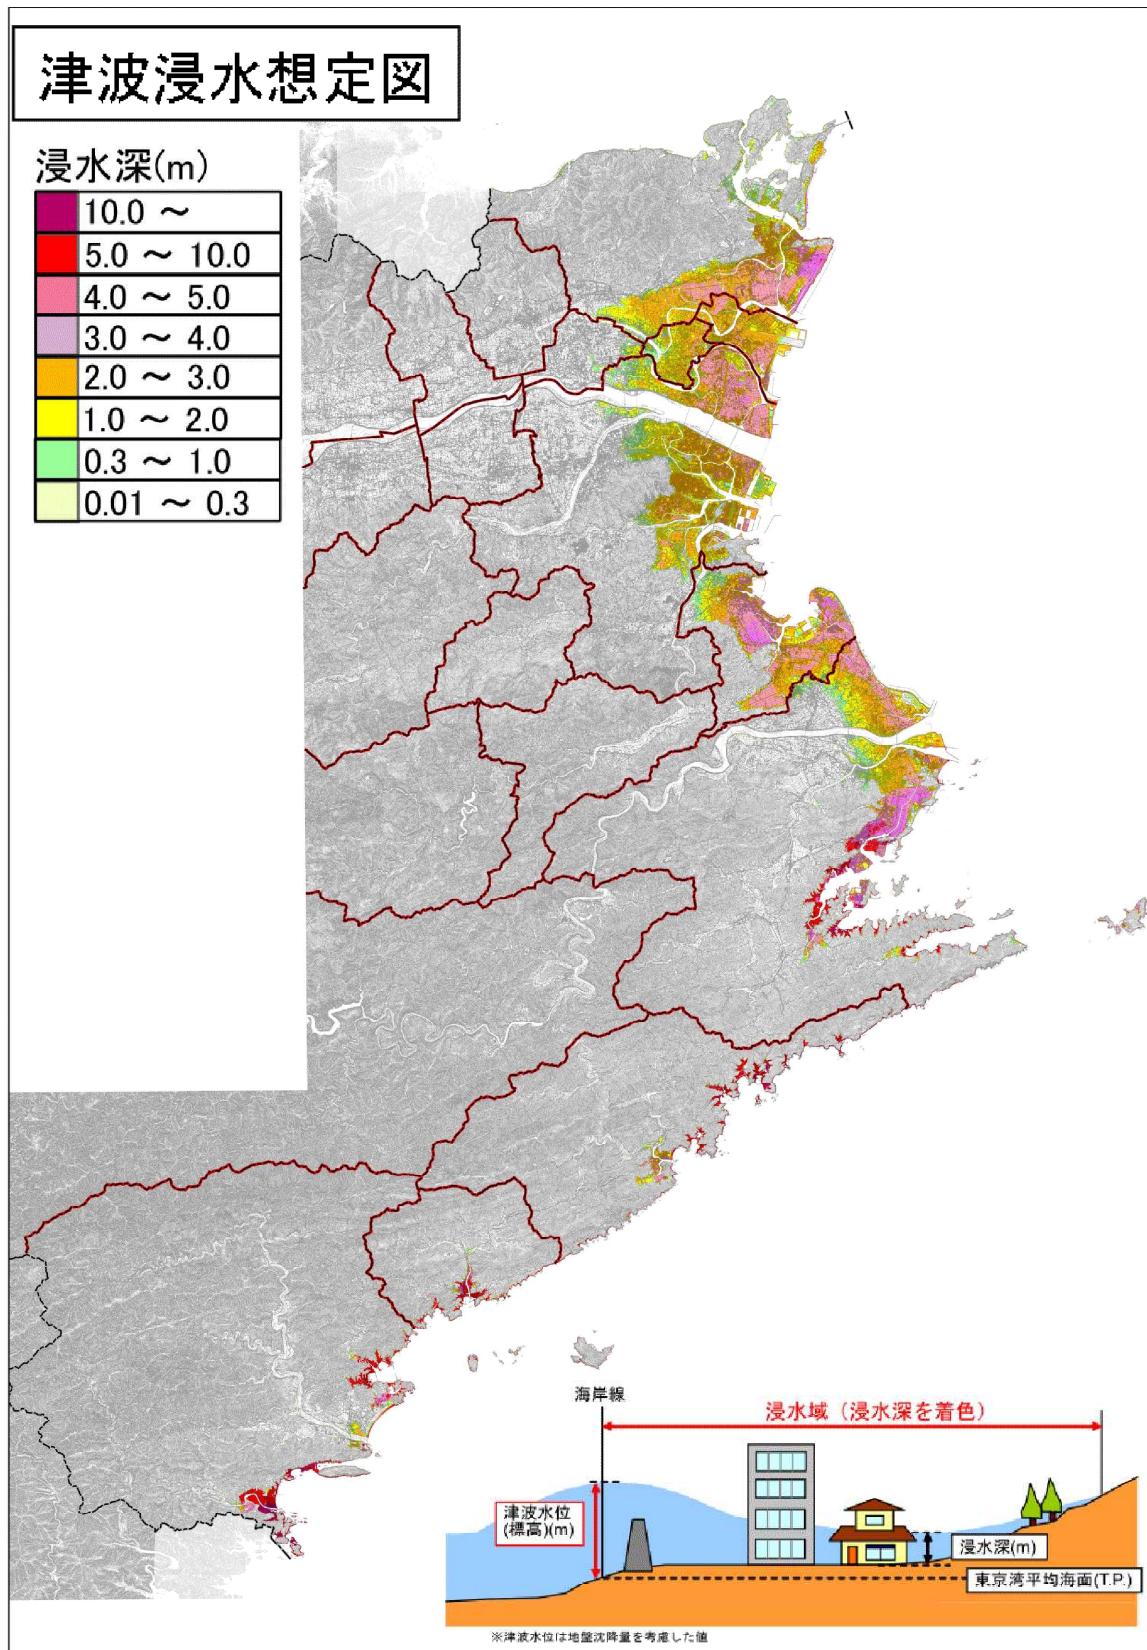 津波浸水想定図
浸水深(m)
10.0 ～
5.0 ～ 10.0
4.0 ～ 5.0
3.0 ～ 4.0
2.0 ～ 3.0
1.0 ～ 2.0
0.3 ～ 1.0
0.01 ～ 0.3
海岸線
浸水域（浸水深を着色）
津波水位
(標高)(m)
浸水深(m)
東京湾平均海面(T.P.)
※津波水位は地盤沈降量を考慮した値